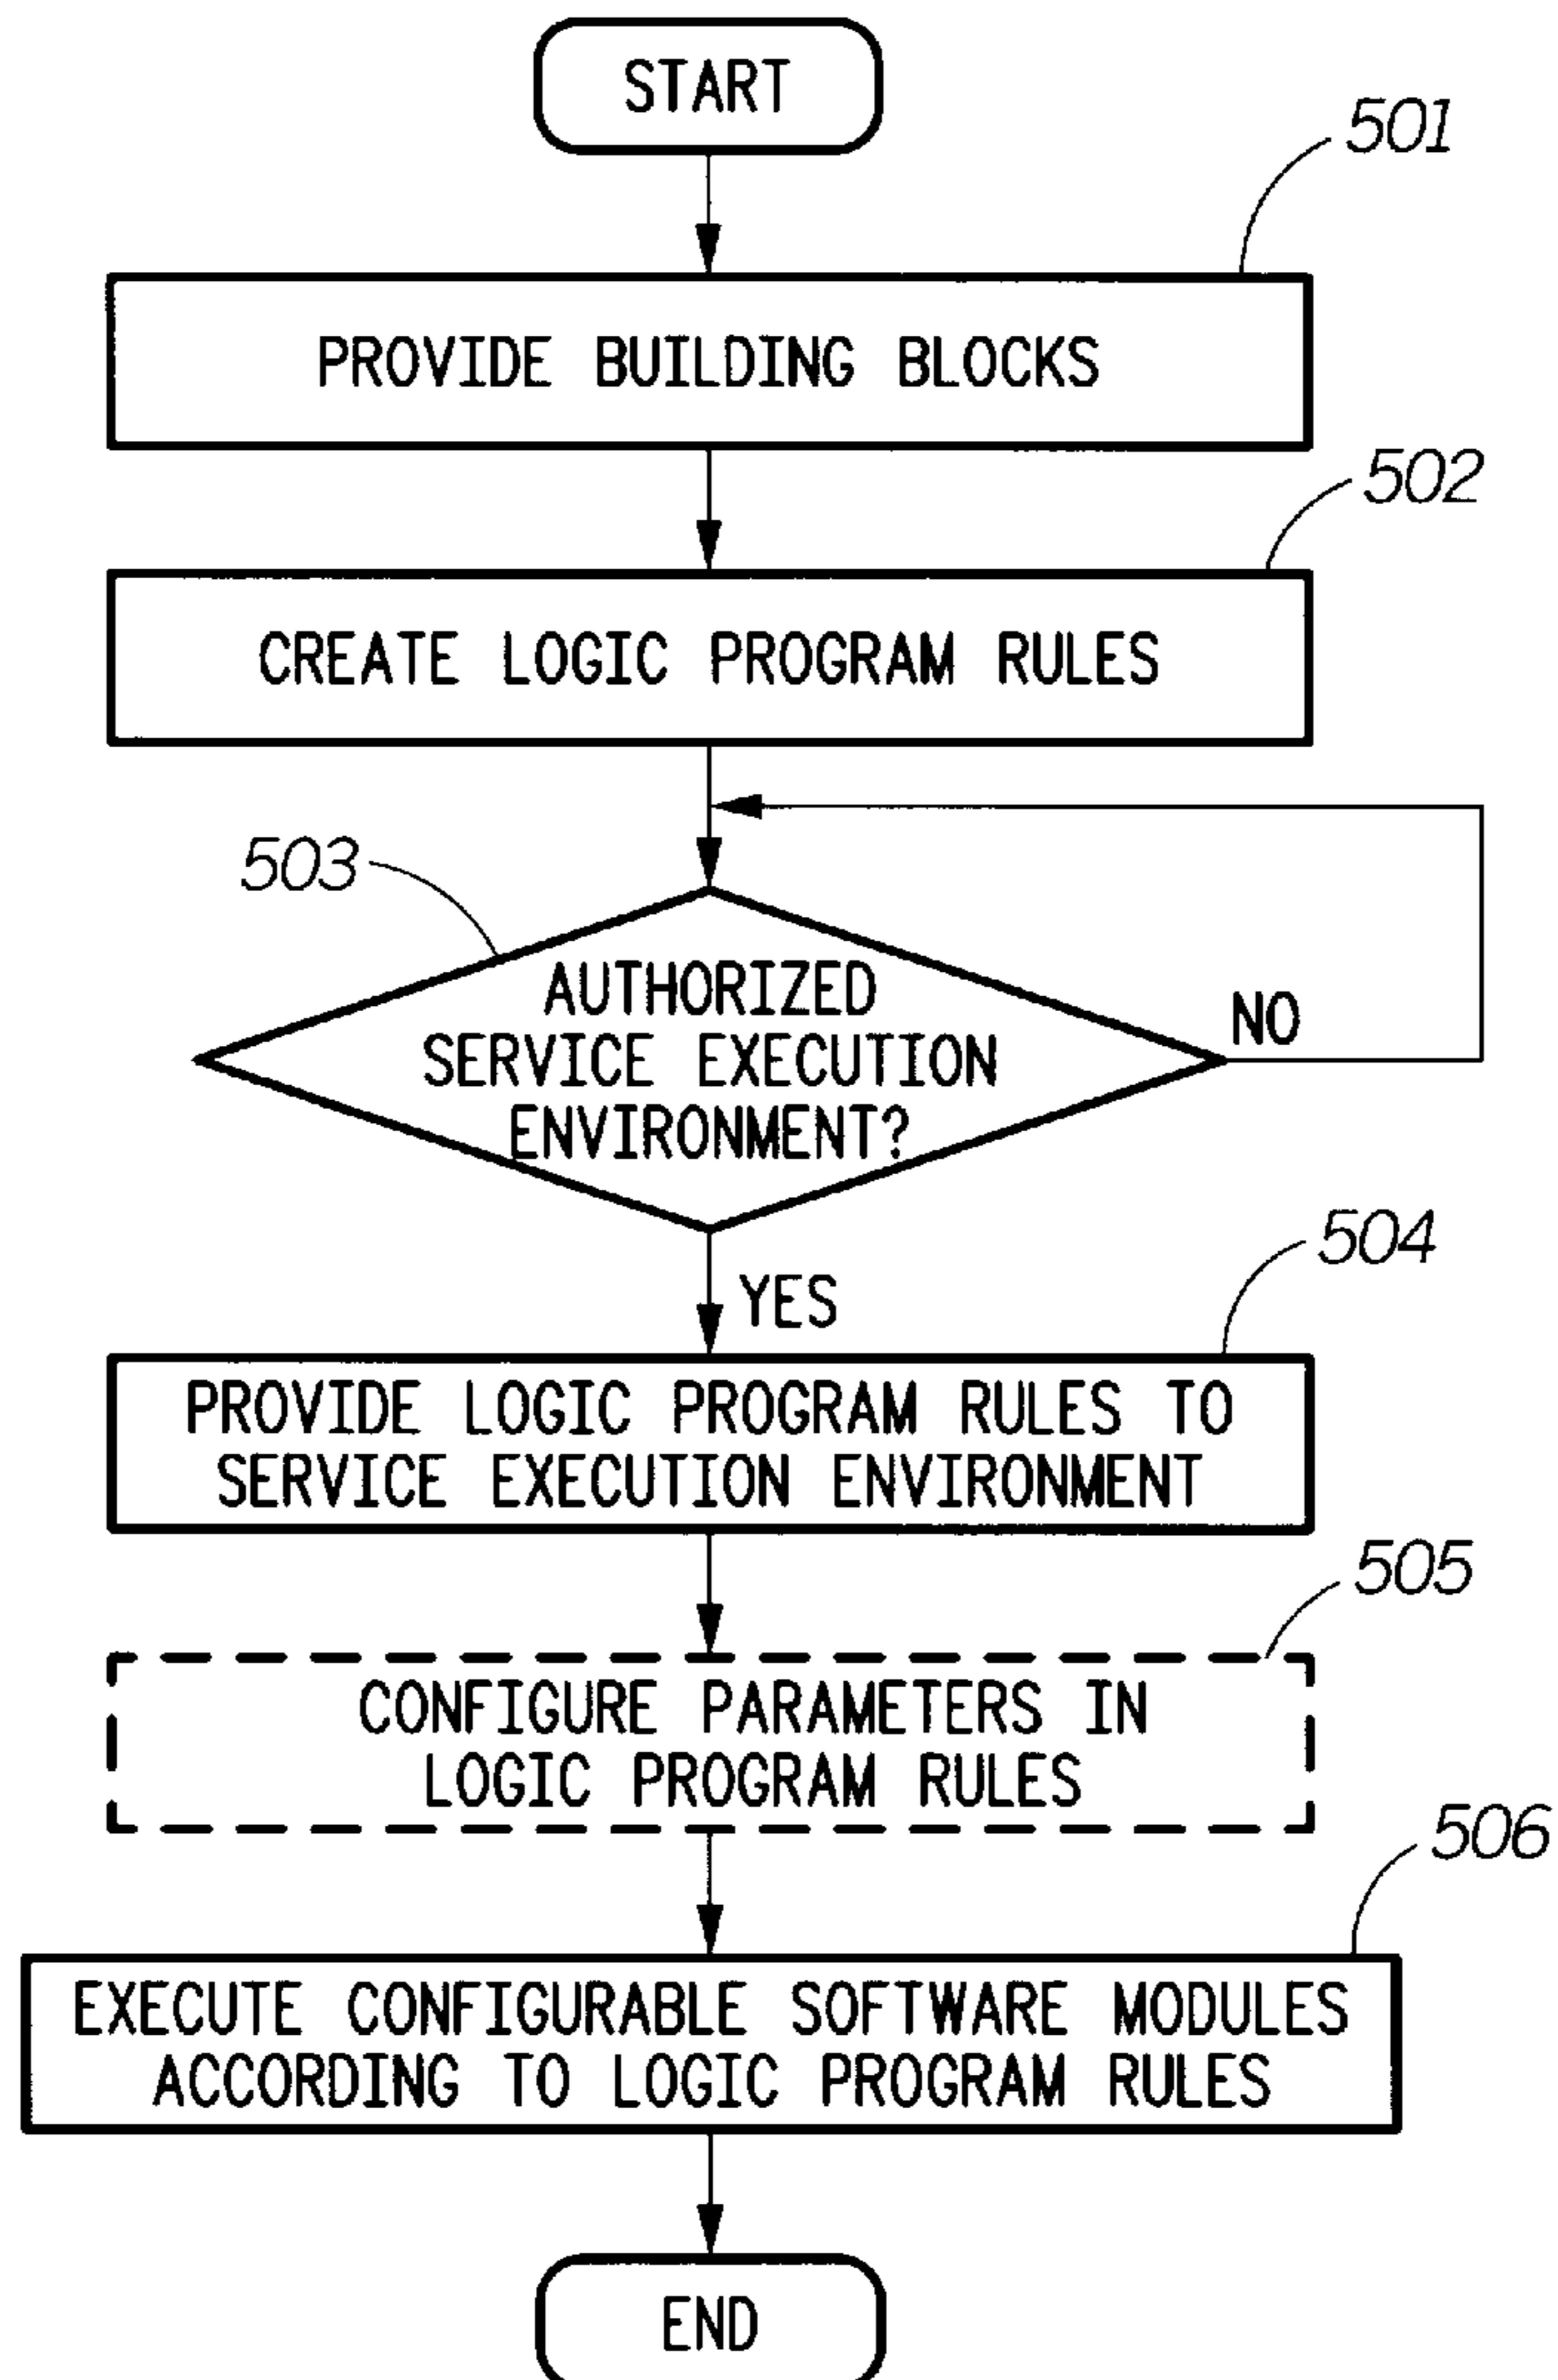 START
501
PROVIDE BUILDING BLOCKS
502
CREATE LOGIC PROGRAM RULES
503
AUTHORIZED
SERVICE EXECUTION
ENVIRONMENT?
NO
YES
504
PROVIDE LOGIC PROGRAM RULES TO
SERVICE EXECUTION ENVIRONMENT
505
CONFIGURE PARAMETERS IN
LOGIC PROGRAM RULES
506
EXECUTE CONFIGURABLE SOFTWARE MODULES
ACCORDING TO LOGIC PROGRAM RULES
END